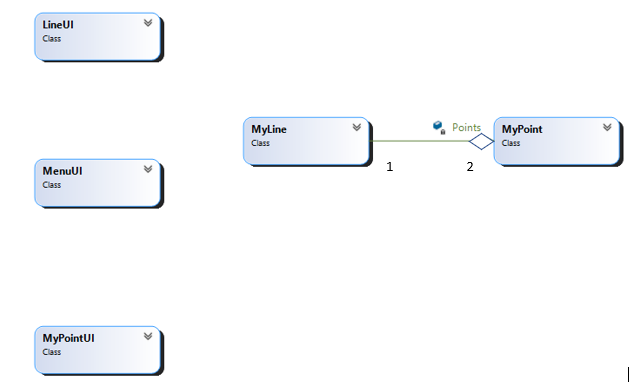 LineUI
Class
MyLine
Class
Points
MyPoint
Class
1
2
MenuUI
Class
MyPointUI
Class